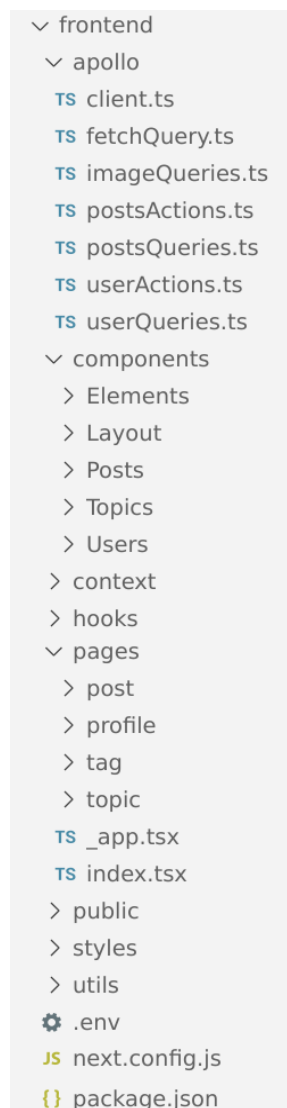 frontend
apollo
TS client.ts
TS fetchQuery.ts
TS imageQueries.ts
TS postsActions.ts
TS postsQueries.ts
TS userActions.ts
TS userQueries.ts
components
Elements
Layout
Posts
Topics
Users
context
hooks
pages
post
profile
tag
topic
TS _app.tsx
TS index.tsx
public
styles
utils
.env
JS next.config.js
{} package.json